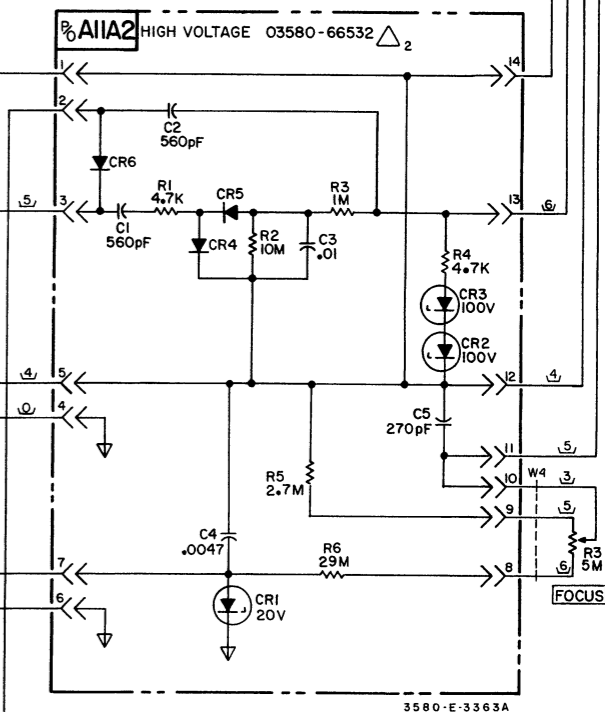 P/O A11A2 HIGH VOLTAGE 03580-66532 2
1
14
2
C2
560pF
CR6
R1
4.7K
CR5
R3
1M
3
5
13
6
C1
560pF
CR4
R2
10M
C3
.01
R4
4.7K
CR3
100V
CR2
100V
4
5
12
4
0
4
C5
270pF
11
5
10
W4
3
R5
2.7M
9
5
C4
.0047
R3
5M
7
R6
29M
8
6
FOCUS
CR1
20V
6
3580-E-3363A